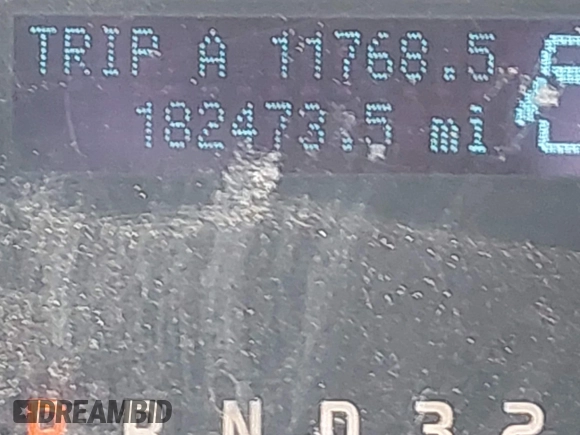 TRIP A 11768.5
182473.5 mi
R N D 3 2
DREAMBID